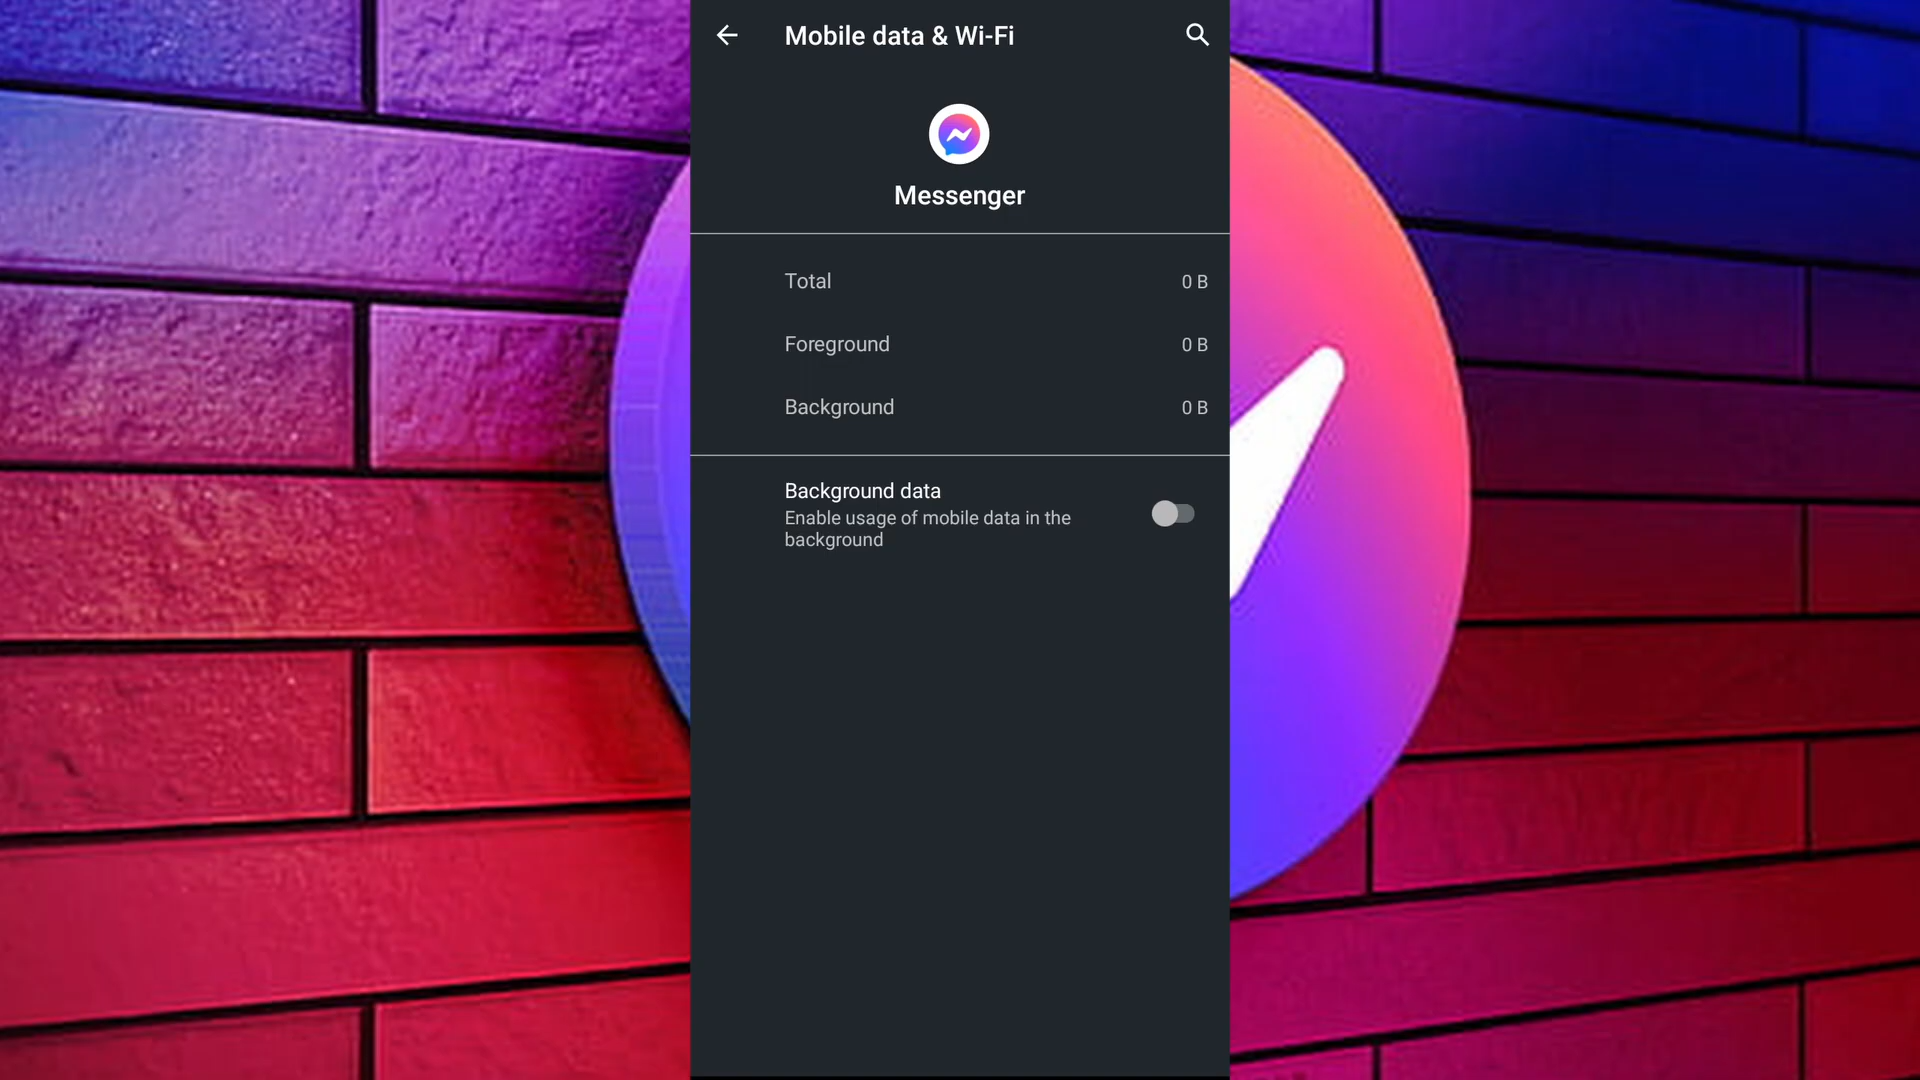 Mobile data & Wi-Fi
Messenger
Total 0 B
Foreground 0 B
Background 0 B
Background data
Enable usage of mobile data in the
background